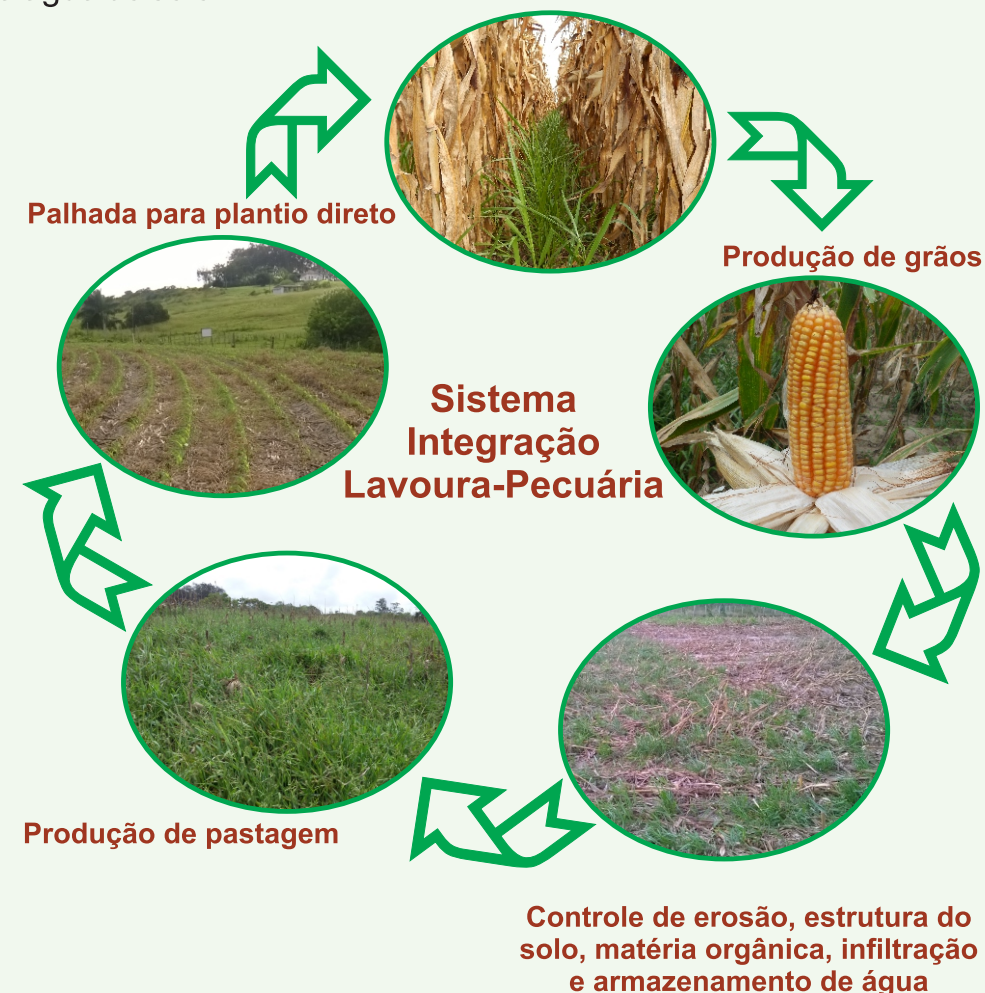 Palhada para plantio direto
Produção de grãos
Sistema
Integração
Lavoura-Pecuária
Produção de pastagem
Controle de erosão, estrutura do
solo, matéria orgânica, infiltração
e armazenamento de água